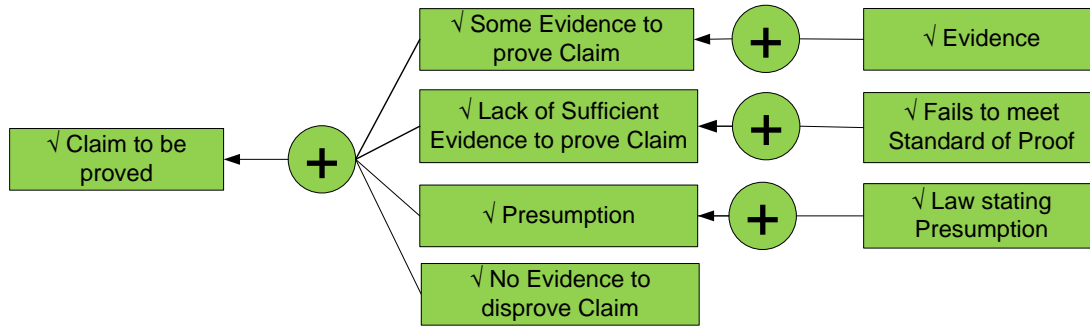 √ Some Evidence to
prove Claim
+
√ Evidence
√ Lack of Sufficient
Evidence to prove Claim
+
√ Fails to meet
Standard of Proof
√ Claim to be
proved
+
√ Presumption
+
√ Law stating
Presumption
√ No Evidence to
disprove Claim